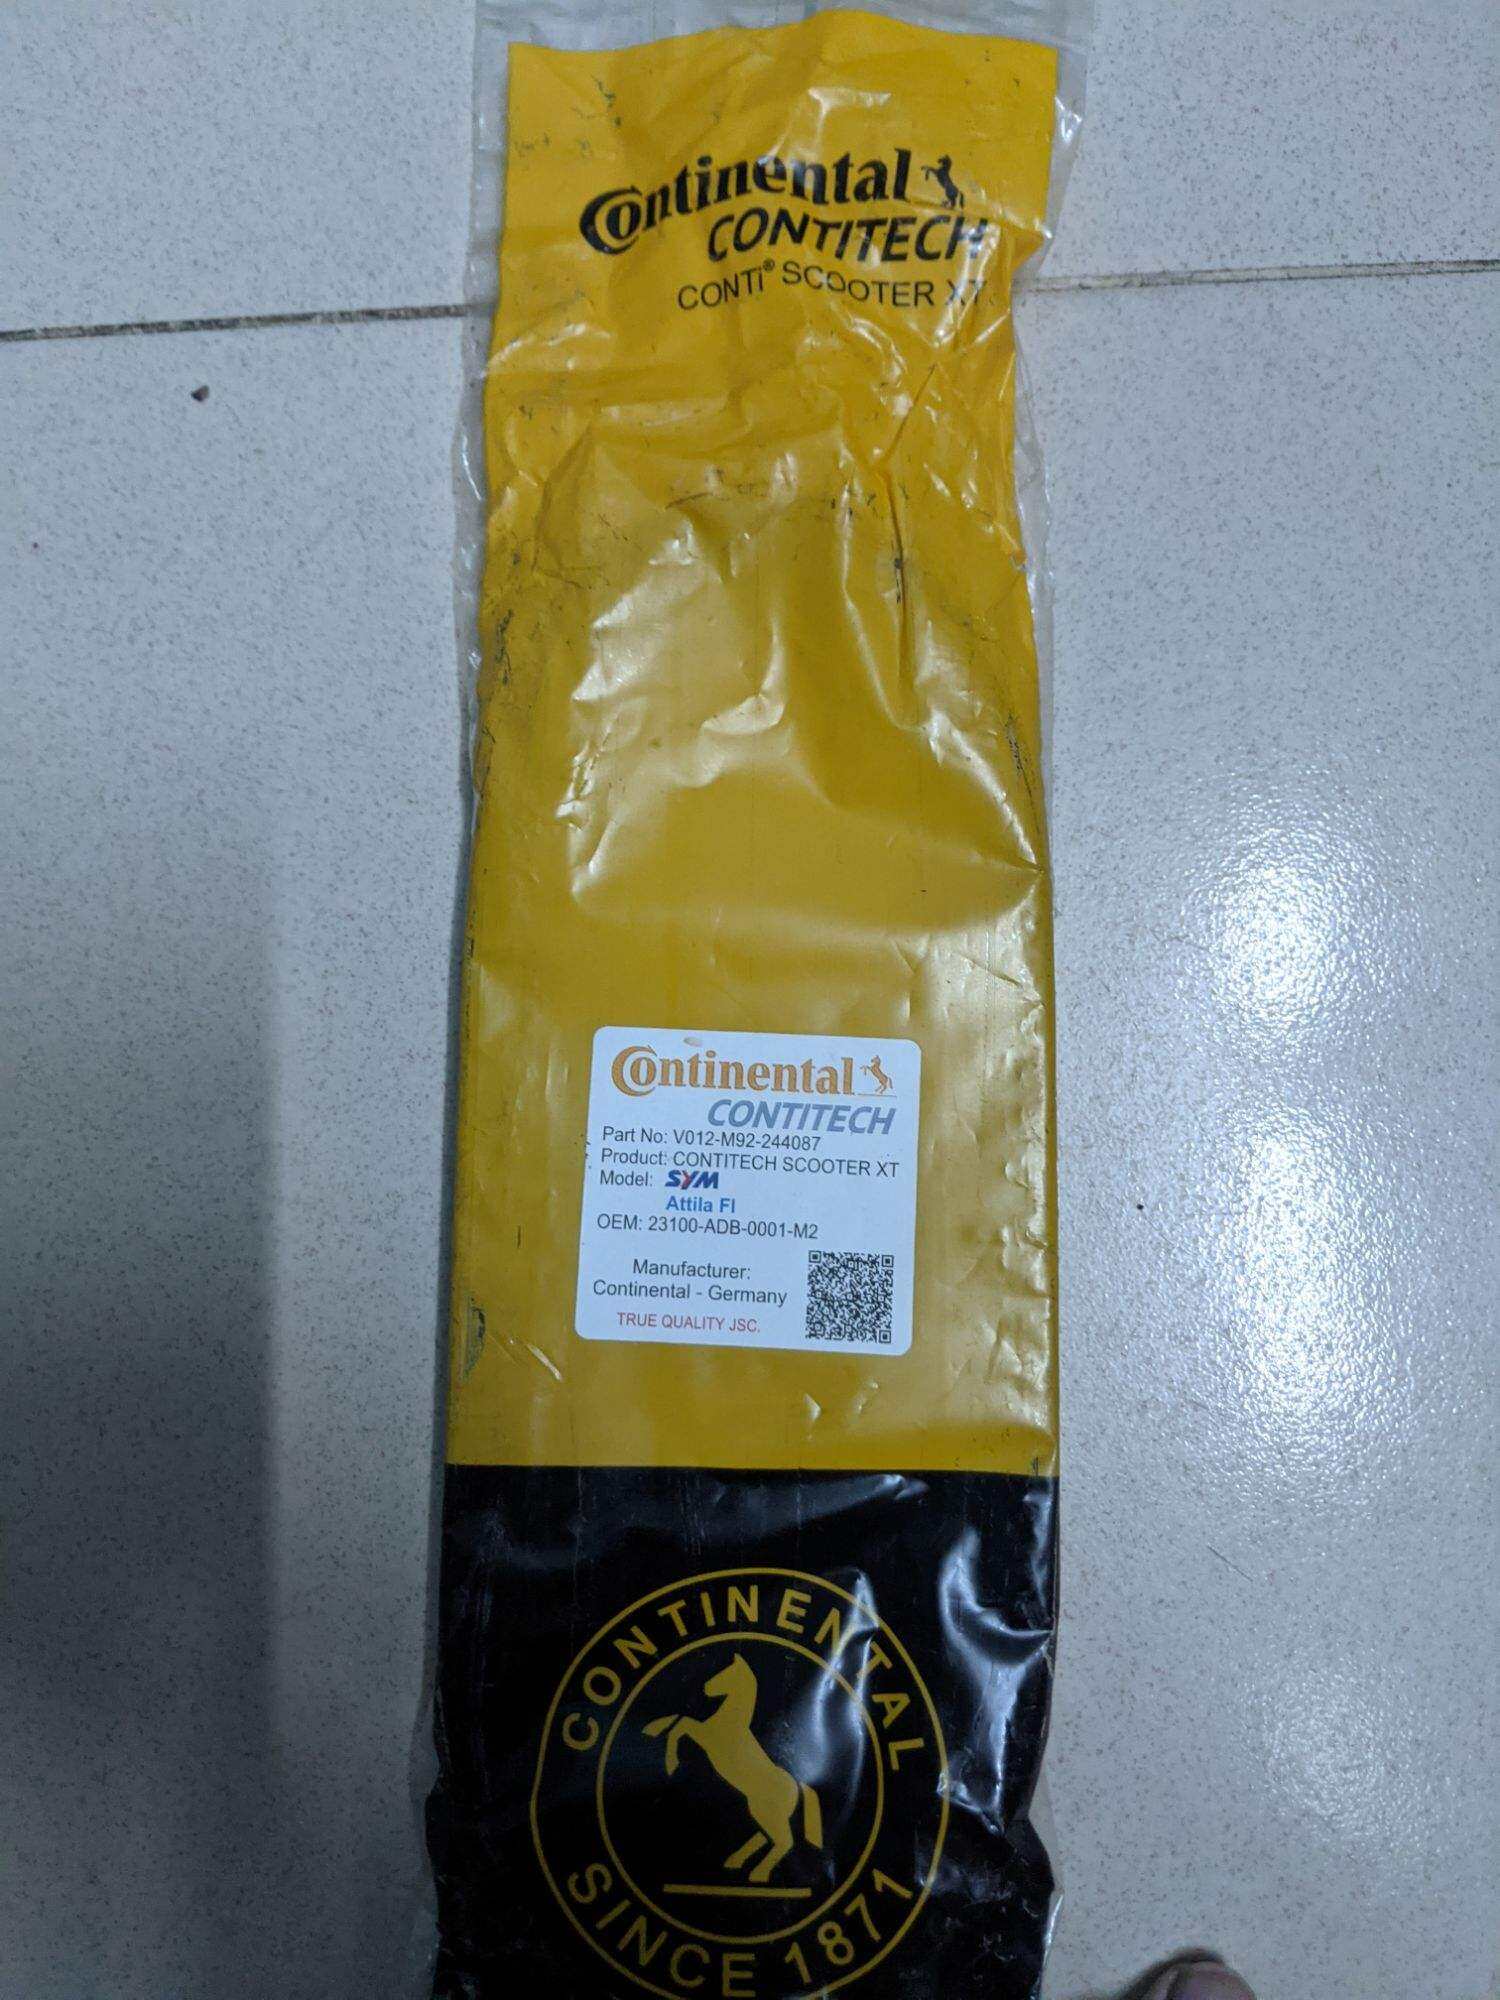 Continental
CONTITECH
CONTi® SCOOTER XT
Continental
CONTITECH
Part No: V012-M92-244087
Product: CONTITECH SCOOTER XT
Model: SYM
Attila FI
OEM: 23100-ADB-0001-M2
Manufacturer:
Continental - Germany
TRUE QUALITY JSC.
CONTINENTAL
SINCE 1871